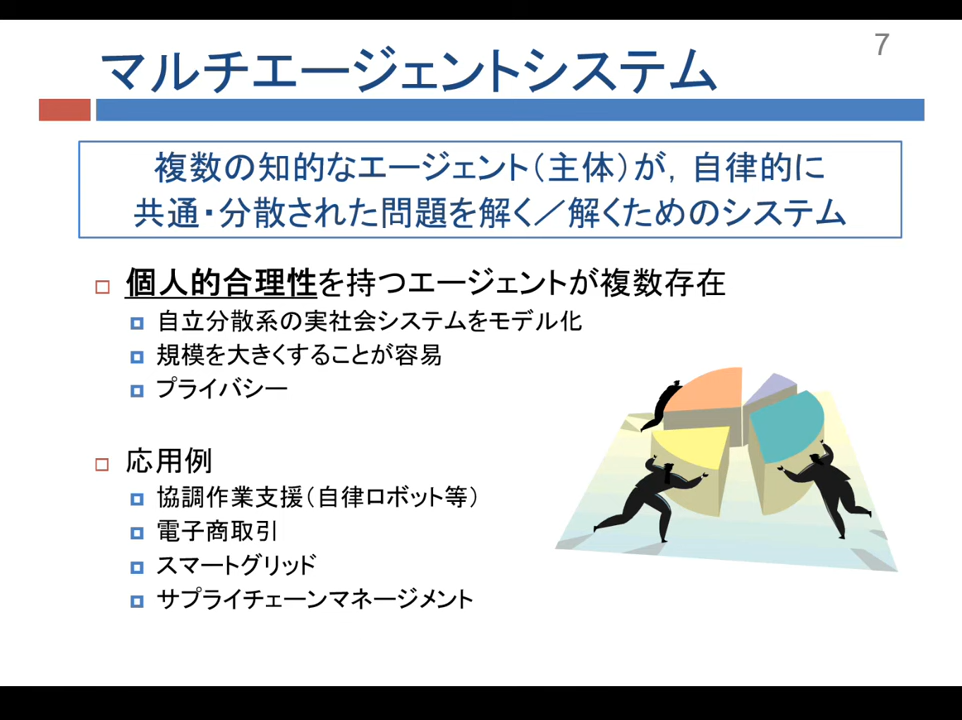 7
マルチエージェントシステム
複数の知的なエージェント（主体）が，自律的に
共通・分散された問題を解く／解くためのシステム
個人的合理性を持つエージェントが複数存在
自立分散系の実社会システムをモデル化
規模を大きくすることが容易
プライバシー
応用例
協調作業支援（自律ロボット等）
電子商取引
スマートグリッド
サプライチェーンマネージメント